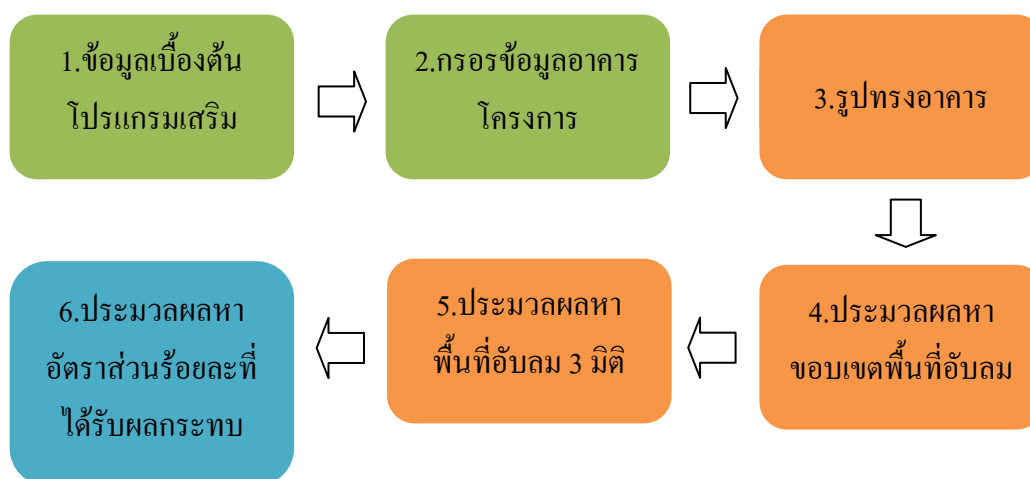 1.ข้อมูลเบื้องต้น
โปรแกรมเสริม
2.กรอรข้อมูลอาคาร
โครงการ
3.รูปทรงอาคาร
4.ประมวลผลหา
ขอบเขตพื้นที่อับลม
5.ประมวลผลหา
พื้นที่อับลม 3 มิติ
6.ประมวลผลหา
อัตราส่วนร้อยละที่
ได้รับผลกระทบ